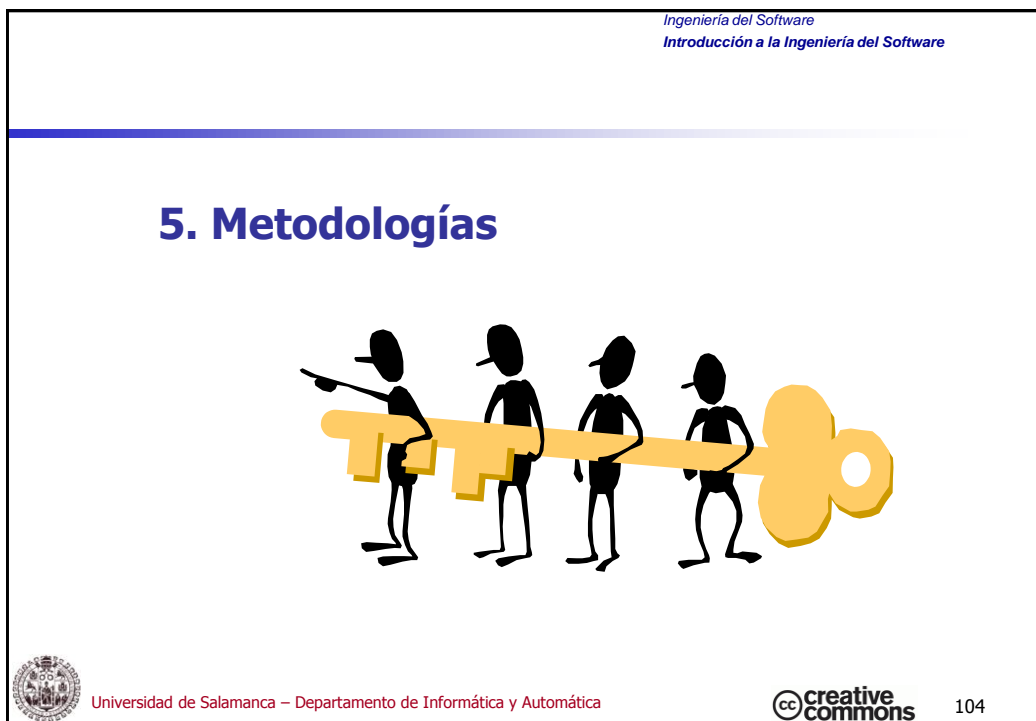 Ingeniería del Software
Introducción a la Ingeniería del Software
5. Metodologías
Universidad de Salamanca – Departamento de Informática y Automática
cc creative commons
104